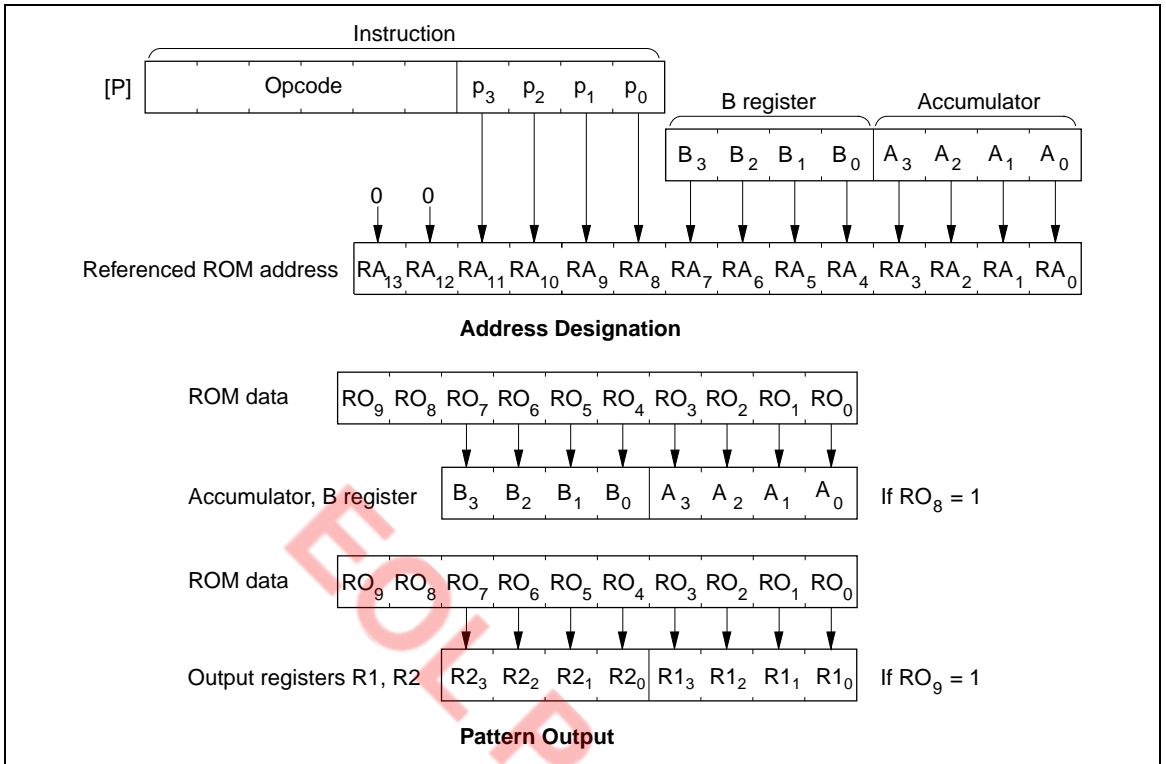 Instruction
[P] Opcode p3 p2 p1 p0
B register Accumulator
B3 B2 B1 B0 A3 A2 A1 A0
0 0
Referenced ROM address RA13 RA12 RA11 RA10 RA9 RA8 RA7 RA6 RA5 RA4 RA3 RA2 RA1 RA0
Address Designation
ROM data RO9 RO8 RO7 RO6 RO5 RO4 RO3 RO2 RO1 RO0
Accumulator, B register B3 B2 B1 B0 A3 A2 A1 A0 If RO8 = 1
ROM data RO9 RO8 RO7 RO6 RO5 RO4 RO3 RO2 RO1 RO0
Output registers R1, R2 R23 R22 R21 R20 R13 R12 R11 R10 If RO9 = 1
Pattern Output
EOL P